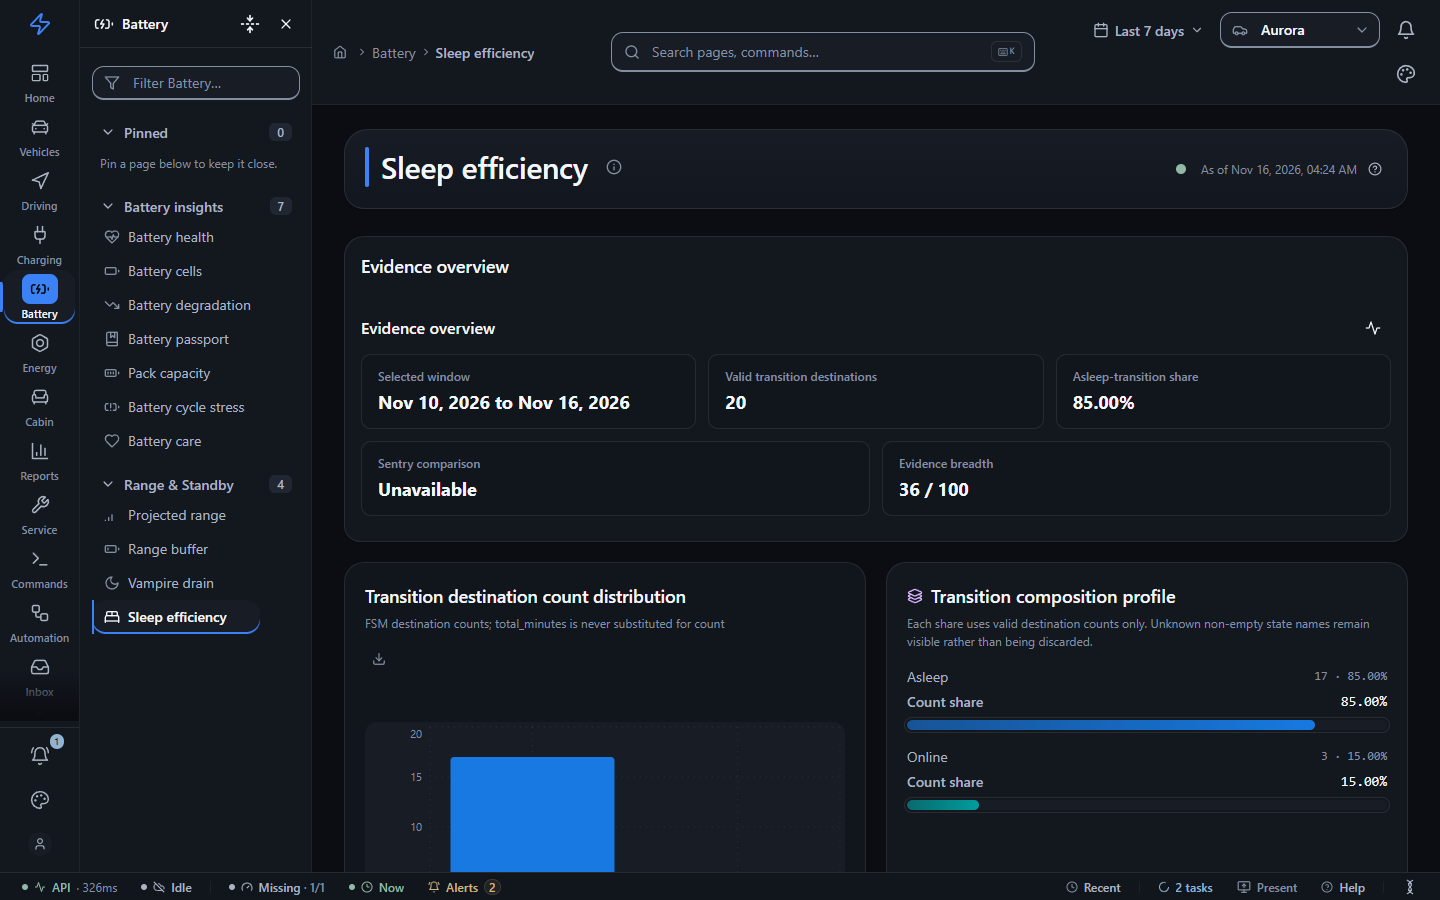 Home
Vehicles
Driving
Charging
Battery
Energy
Cabin
Reports
Service
Commands
Automation
Inbox
1
Battery
Filter Battery...
Pinned 0
Pin a page below to keep it close.
Battery insights 7
Battery health
Battery cells
Battery degradation
Battery passport
Pack capacity
Battery cycle stress
Battery care
Range & Standby 4
Projected range
Range buffer
Vampire drain
Sleep efficiency
Battery Sleep efficiency
Search pages, commands... K
Last 7 days
Aurora
Sleep efficiency
As of Nov 16, 2026, 04:24 AM
Evidence overview
Evidence overview
Selected window
Nov 10, 2026 to Nov 16, 2026
Valid transition destinations
20
Asleep-transition share
85.00%
Sentry comparison
Unavailable
Evidence breadth
36 / 100
Transition destination count distribution
FSM destination counts; total_minutes is never substituted for count
20
15
10
Transition composition profile
Each share uses valid destination counts only. Unknown non-empty state names remain
visible rather than being discarded.
Asleep 17 · 85.00%
Count share 85.00%
Online 3 · 15.00%
Count share 15.00%
API · 326ms Idle Missing · 1/1 Now Alerts 2 Recent 2 tasks Present Help